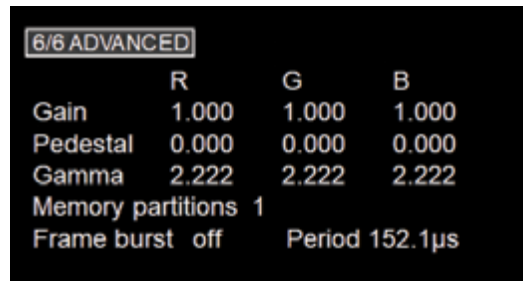 6/6 ADVANCED
R G B
Gain 1.000 1.000 1.000
Pedestal 0.000 0.000 0.000
Gamma 2.222 2.222 2.222
Memory partitions 1
Frame burst off Period 152.1µs